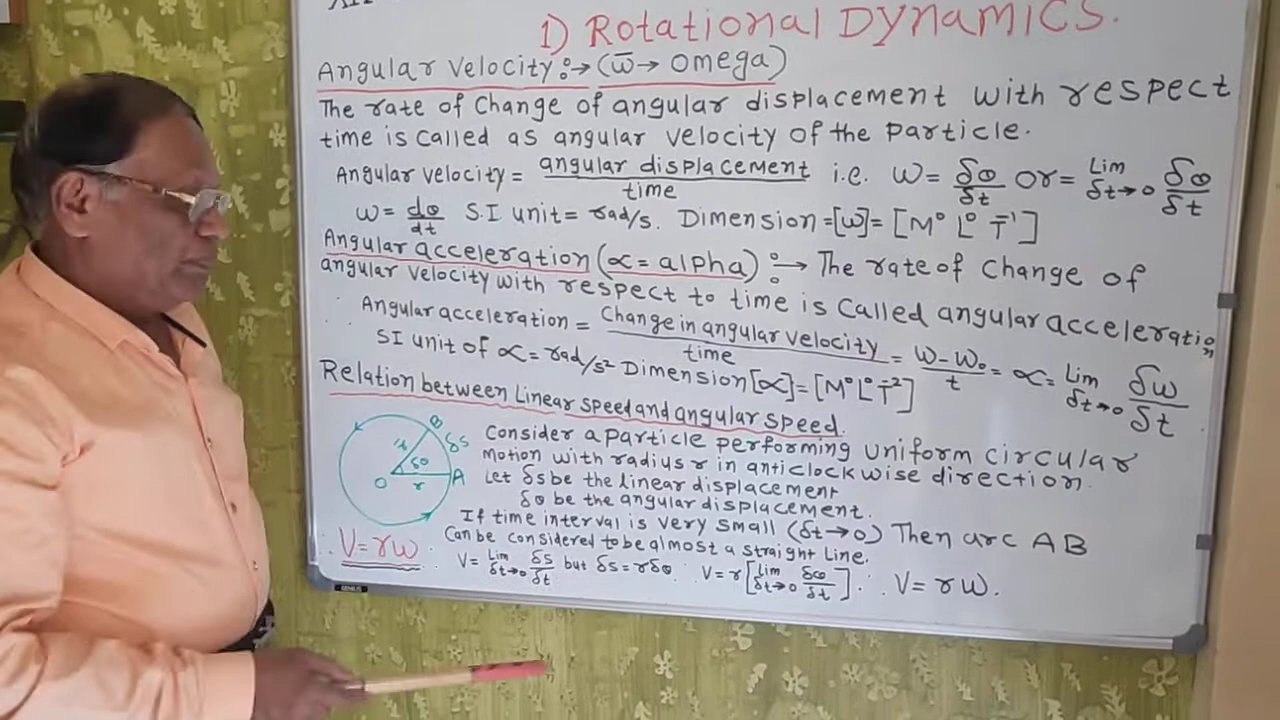 1) Rotational Dynamics.
Angular velocity :→ (ω̄ → omega)
The rate of change of angular displacement with respect
time is called as angular velocity of the particle.
Angular velocity = angular displacement / time i.e. ω = δθ/δt or = Lim δt→0 δθ/δt
ω = dθ/dt S.I unit = rad/s. Dimension = [ω] = [M⁰ L⁰ T⁻¹]
Angular acceleration (α = alpha) :→ The rate of change of
angular velocity with respect to time is called angular acceleration
Angular acceleration = Change in angular velocity / time = ω - ω₀ / t = α = Lim δt→0 δω/δt
SI unit of α = rad/s² Dimension [α] = [M⁰ L⁰ T⁻²]
Relation between Linear speed and angular speed.
Consider a particle performing uniform circular
motion with radius r in anticlockwise direction.
Let δs be the linear displacement
δθ be the angular displacement.
If time interval is very small (δt→0) Then arc AB
Can be considered to be almost a straight line.
V = Lim δt→0 δs/δt but δs = rδθ ∴ V = r [Lim δt→0 δθ/δt] ∴ V = rω.
B
δs
r
δθ
O
r
A
∴ V = rω